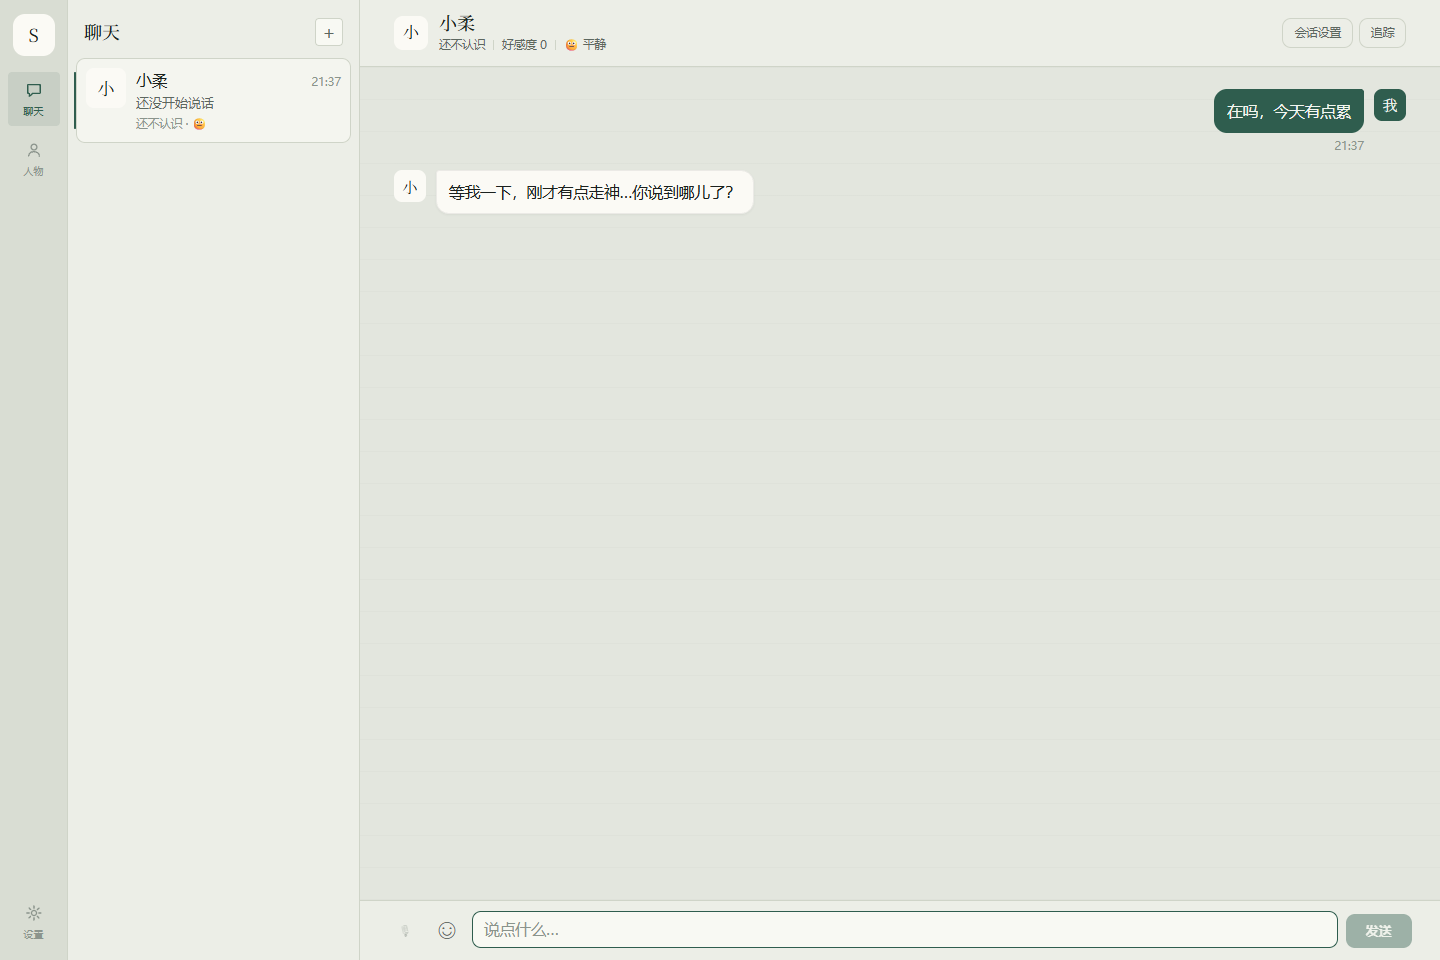 S
聊天
人物
设置
聊天
+
小
小柔
21:37
还没开始说话
还不认识 ·
小
小柔
还不认识
好感度 0
平静
会话设置
追踪
在吗，今天有点累
我
21:37
小
等我一下，刚才有点走神...你说到哪儿了？
说点什么...
发送